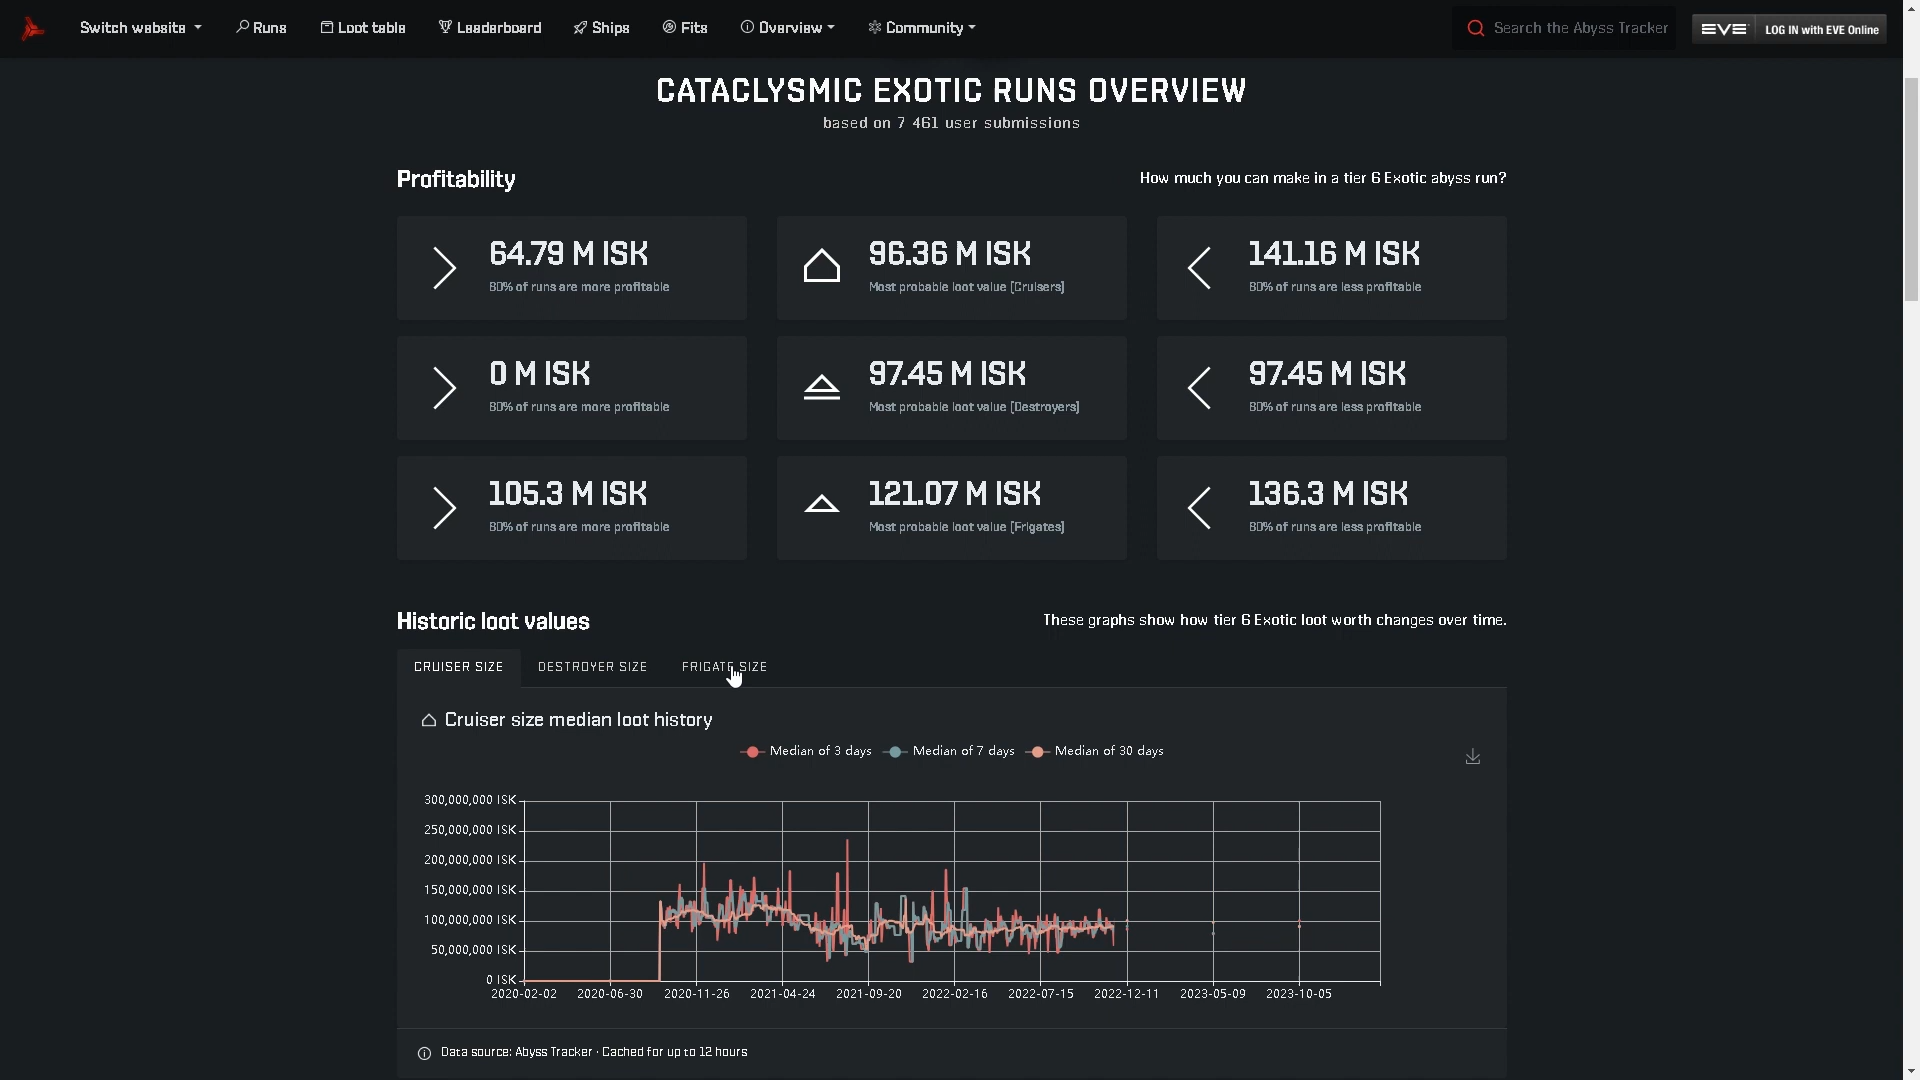 Switch website Runs Loot table Leaderboard Ships Fits Overview Community Search the Abyss Tracker EVE LOG IN with EVE Online
CATACLYSMIC EXOTIC RUNS OVERVIEW
based on 7 461 user submissions
Profitability How much you can make in a tier 6 Exotic abyss run?
64.79 M ISK 96.36 M ISK 141.16 M ISK
80% of runs are more profitable Most probable loot value [Cruisers] 80% of runs are less profitable
0 M ISK 97.45 M ISK 97.45 M ISK
80% of runs are more profitable Most probable loot value [Destroyers] 80% of runs are less profitable
105.3 M ISK 121.07 M ISK 136.3 M ISK
80% of runs are more profitable Most probable loot value [Frigates] 80% of runs are less profitable
Historic loot values These graphs show how tier 6 Exotic loot worth changes over time.
CRUISER SIZE DESTROYER SIZE FRIGATE SIZE
Cruiser size median loot history
Median of 3 days Median of 7 days Median of 30 days
300,000,000 ISK
250,000,000 ISK
200,000,000 ISK
150,000,000 ISK
100,000,000 ISK
50,000,000 ISK
0 ISK
2020-02-02 2020-06-30 2020-11-26 2021-04-24 2021-09-20 2022-02-16 2022-07-15 2022-12-11 2023-05-09 2023-10-05
Data source: Abyss Tracker · Cached for up to 12 hours